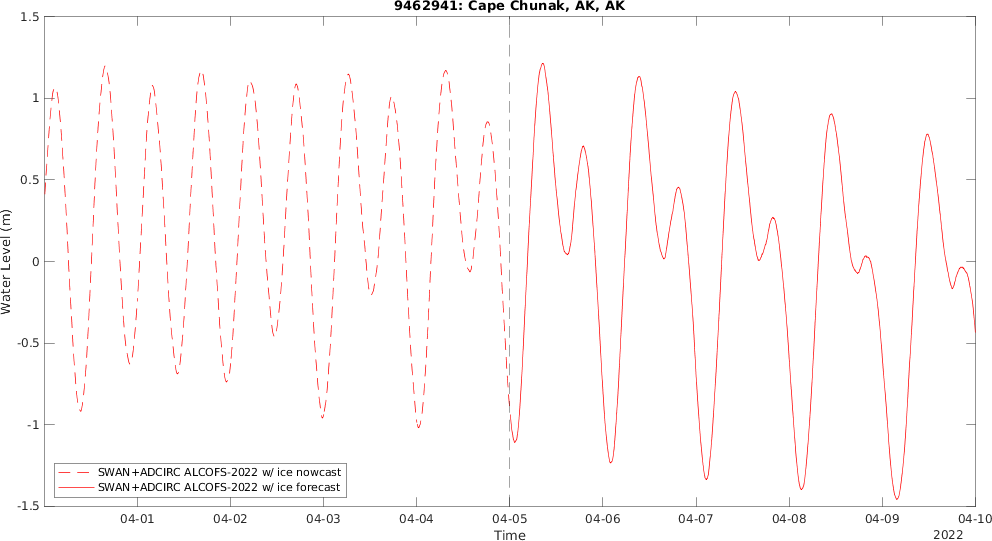 9462941: Cape Chunak, AK, AK
1.5
1
0.5
0
-0.5
-1
-1.5
Water Level (m)
SWAN+ADCIRC ALCOFS-2022 w/ ice nowcast
SWAN+ADCIRC ALCOFS-2022 w/ ice forecast
04-01 04-02 04-03 04-04 04-05 04-06 04-07 04-08 04-09 04-10
Time
2022